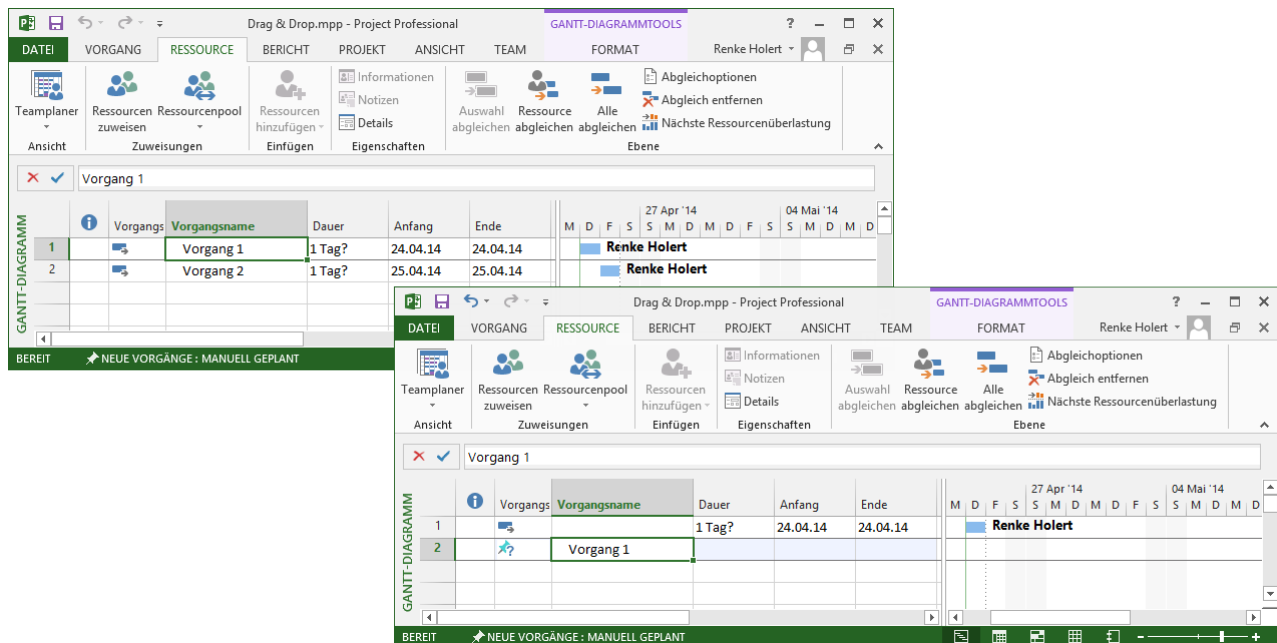 Drag & Drop.mpp - Project Professional
GANTT-DIAGRAMMTOOLS
?
DATEI VORGANG RESSOURCE BERICHT PROJEKT ANSICHT TEAM FORMAT Renke Holert
Teamplaner
Ressourcen zuweisen
Ressourcenpool
Ressourcen hinzufügen
Informationen
Notizen
Details
Auswahl abgleichen
Ressource abgleichen
Alle abgleichen
Abgleichoptionen
Abgleich entfernen
Nächste Ressourcenüberlastung
Ansicht Zuweisungen Einfügen Eigenschaften Ebene
Vorgang 1
27 Apr '14 04 Mai '14
Vorgangs Vorgangsname Dauer Anfang Ende M D F S S M D M D F S S M D M D
1 Vorgang 1 1 Tag? 24.04.14 24.04.14 Renke Holert
2 Vorgang 2 1 Tag? 25.04.14 25.04.14 Renke Holert
GANTT-DIAGRAMM
BEREIT NEUE VORGÄNGE : MANUELL GEPLANT
Drag & Drop.mpp - Project Professional
GANTT-DIAGRAMMTOOLS
?
DATEI VORGANG RESSOURCE BERICHT PROJEKT ANSICHT TEAM FORMAT Renke Holert
Teamplaner
Ressourcen zuweisen
Ressourcenpool
Ressourcen hinzufügen
Informationen
Notizen
Details
Auswahl abgleichen
Ressource abgleichen
Alle abgleichen
Abgleichoptionen
Abgleich entfernen
Nächste Ressourcenüberlastung
Ansicht Zuweisungen Einfügen Eigenschaften Ebene
Vorgang 1
27 Apr '14 04 Mai '14
Vorgangs Vorgangsname Dauer Anfang Ende M D F S S M D M D F S S M D M D
1 1 Tag? 24.04.14 24.04.14 Renke Holert
2 Vorgang 1
GANTT-DIAGRAMM
BEREIT NEUE VORGÄNGE : MANUELL GEPLANT